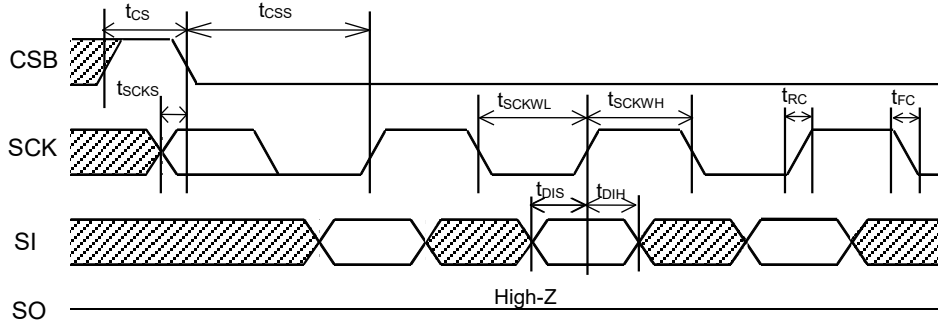 tCS tCSS
CSB
tSCKS tSCKWL tSCKWH tRC tFC
SCK
tDIS tDIH
SI
High-Z
SO